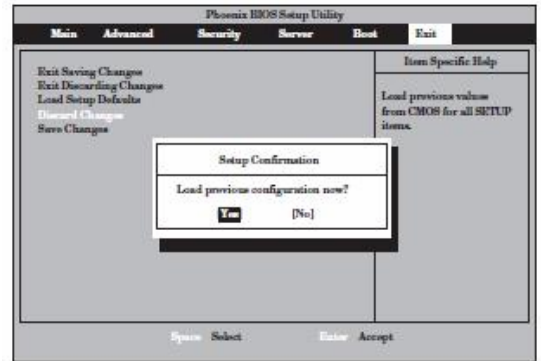 Phoenix BIOS Setup Utility
Main Advanced Security Server Boot Exit
Item Specific Help
Exit Saving Changes
Exit Discarding Changes
Load Setup Defaults
Discard Changes
Save Changes
Load previous values
from CMOS for all SETUP
items.
Setup Confirmation
Load previous configuration now?
Yes [No]
Space Select Enter Accept